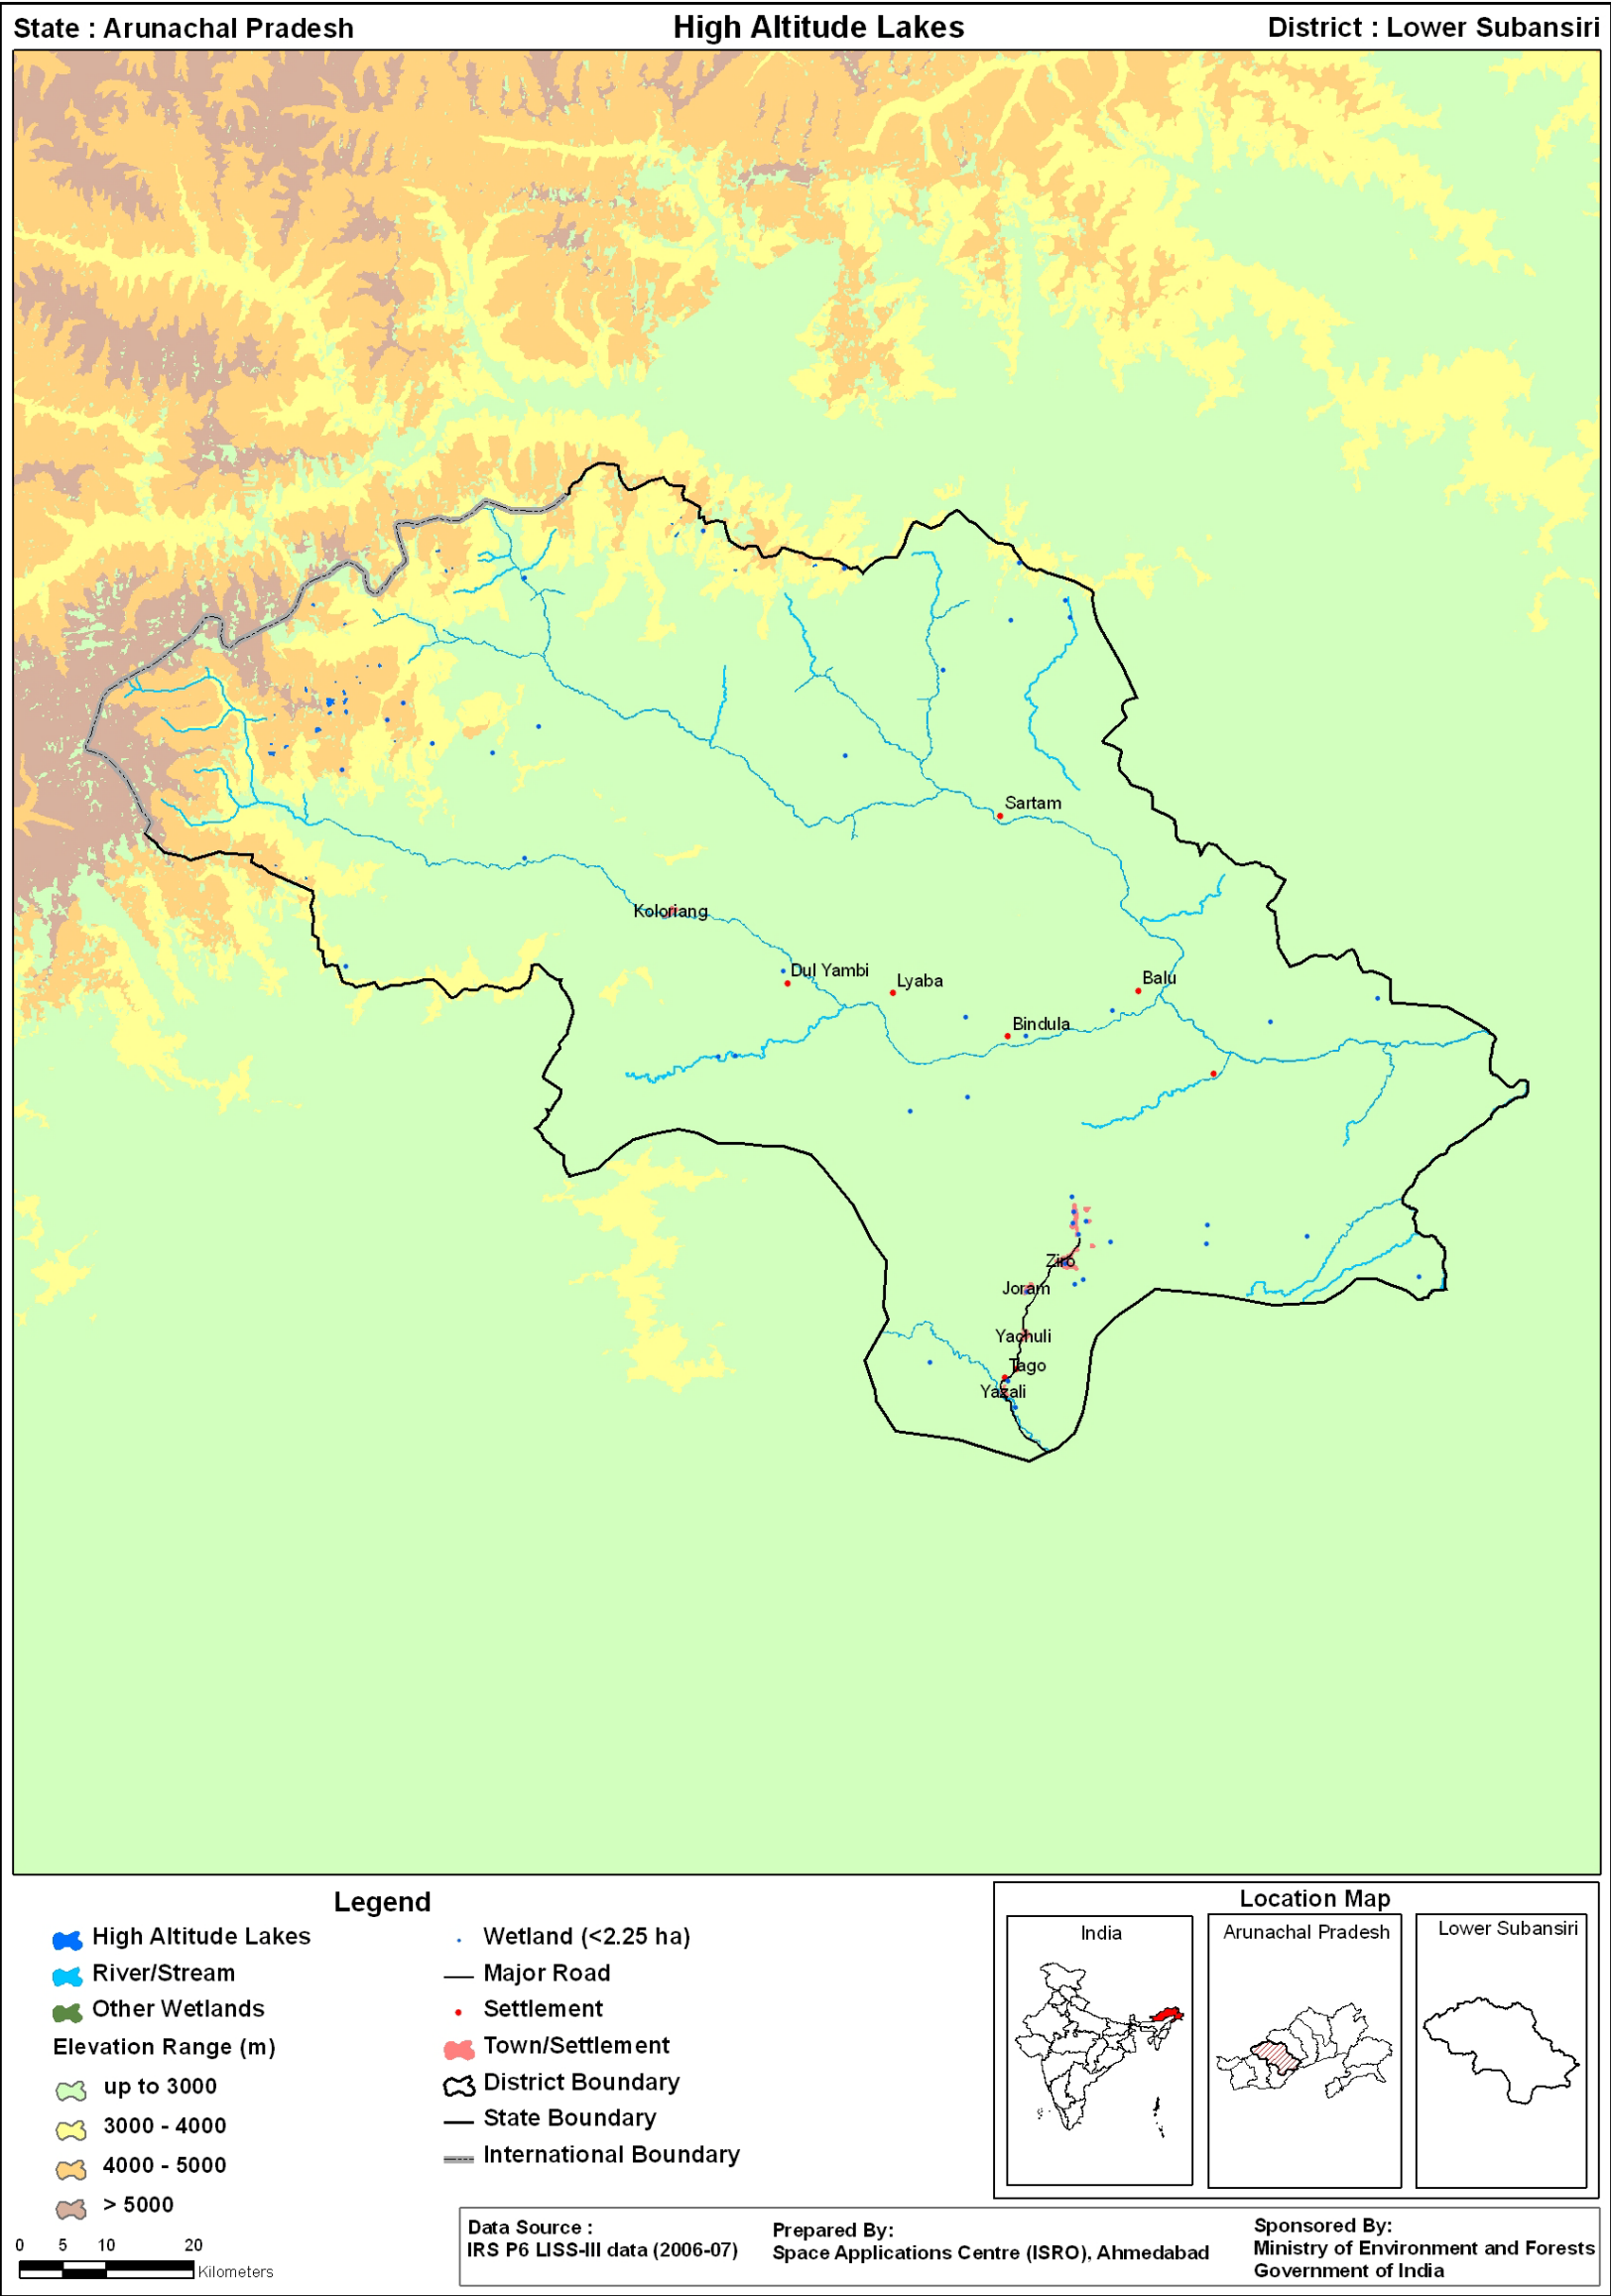 State : Arunachal Pradesh
High Altitude Lakes
District : Lower Subansiri
Sartam
Koloriang
Dul Yambi
Lyaba
Balu
Bindula
Ziro
Joram
Yachuli
Tago
Yazali
Legend
High Altitude Lakes
River/Stream
Other Wetlands
Elevation Range (m)
up to 3000
3000 - 4000
4000 - 5000
> 5000
Wetland (<2.25 ha)
Major Road
Settlement
Town/Settlement
District Boundary
State Boundary
International Boundary
0 5 10 20
Kilometers
Location Map
India
Arunachal Pradesh
Lower Subansiri
Data Source :
IRS P6 LISS-III data (2006-07)
Prepared By:
Space Applications Centre (ISRO), Ahmedabad
Sponsored By:
Ministry of Environment and Forests
Government of India